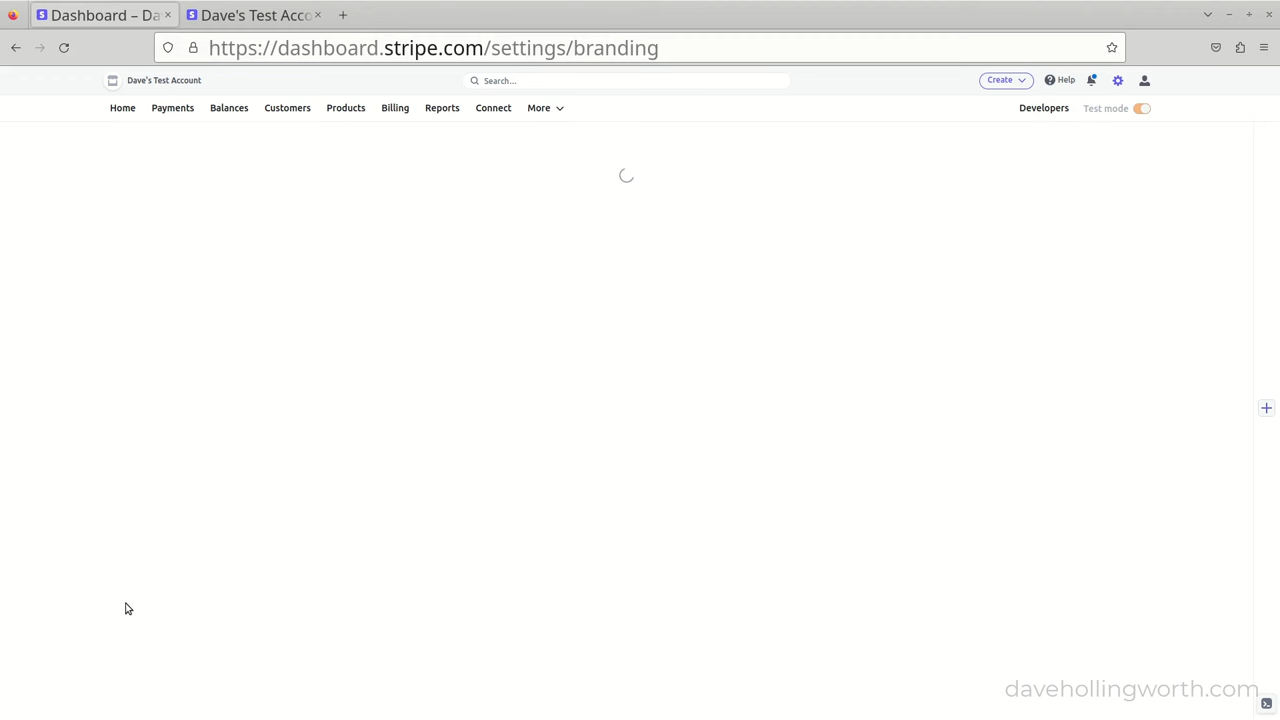 Dashboard – Da
Dave's Test Acco
https://dashboard.stripe.com/settings/branding
Dave's Test Account
Search...
Create
Help
Home
Payments
Balances
Customers
Products
Billing
Reports
Connect
More
Developers
Test mode
davehollingworth.com